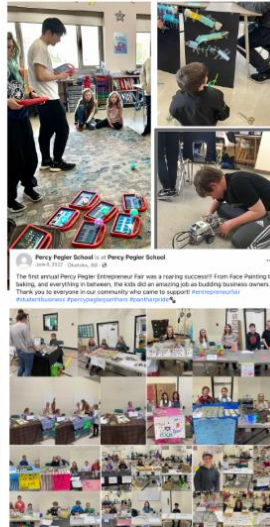 Percy Pegler School is at Percy Pegler School.
June 6, 2022 · Okotoks, AB ·
The first annual Percy Pegler Entrepreneur Fair was a roaring success!!! From Face Painting t
baking, and everything in between, the kids did an amazing job as budding business owners.
Thank you to everyone in our community who came to support! #entrepreneurfair
#studentbusiness #percypeglerpanthers #pantherpride